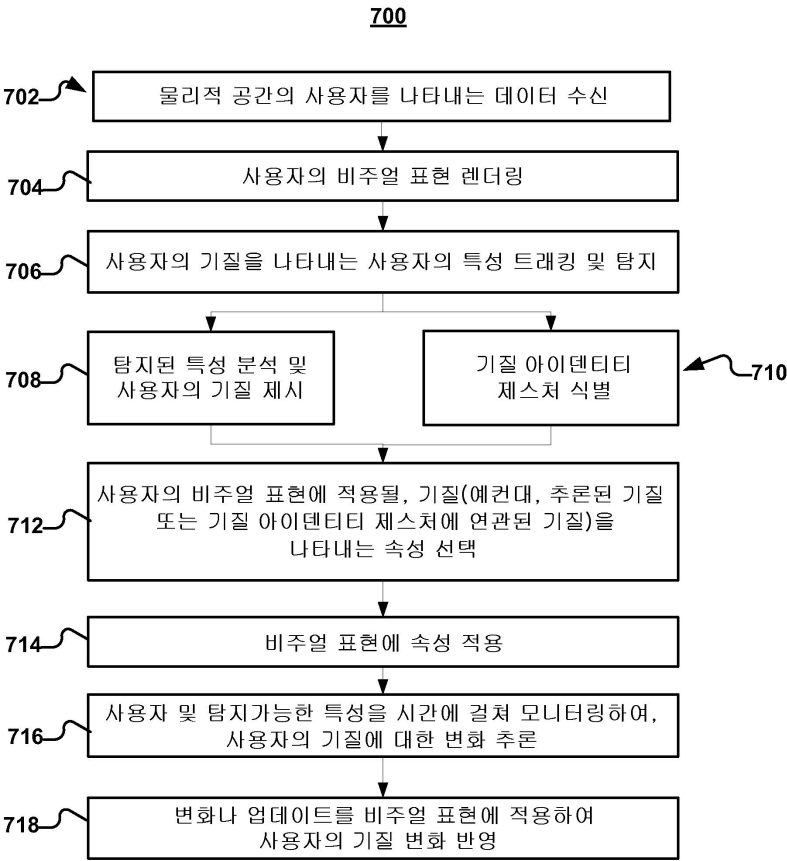 700
702
물리적 공간의 사용자를 나타내는 데이터 수신
704
사용자의 비주얼 표현 렌더링
706
사용자의 기질을 나타내는 사용자의 특성 트래킹 및 탐지
708
탐지된 특성 분석 및
사용자의 기질 제시
기질 아이덴티티
제스처 식별
710
712
사용자의 비주얼 표현에 적용될, 기질(예컨대, 추론된 기질
또는 기질 아이덴티티 제스처에 연관된 기질)을
나타내는 속성 선택
714
비주얼 표현에 속성 적용
716
사용자 및 탐지가능한 특성을 시간에 걸쳐 모니터링하여,
사용자의 기질에 대한 변화 추론
718
변화나 업데이트를 비주얼 표현에 적용하여
사용자의 기질 변화 반영